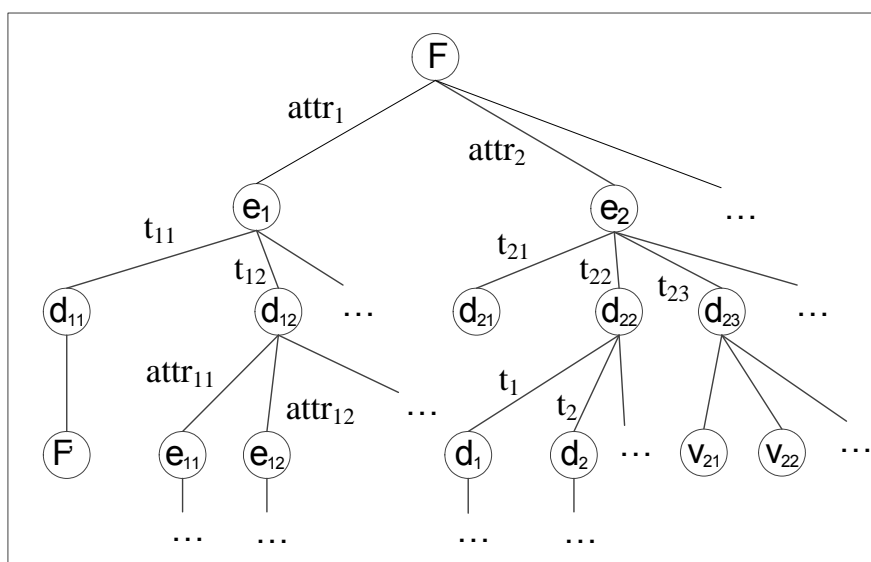 F
attr₁
attr₂
e₁
e₂
...
t₁₁
t₁₂
t₂₁
t₂₂
t₂₃
d₁₁
d₁₂
...
d₂₁
d₂₂
d₂₃
...
attr₁₁
attr₁₂
...
t₁
t₂
F'
e₁₁
e₁₂
d₁
d₂
...
v₂₁
v₂₂
...
...
...
...
...